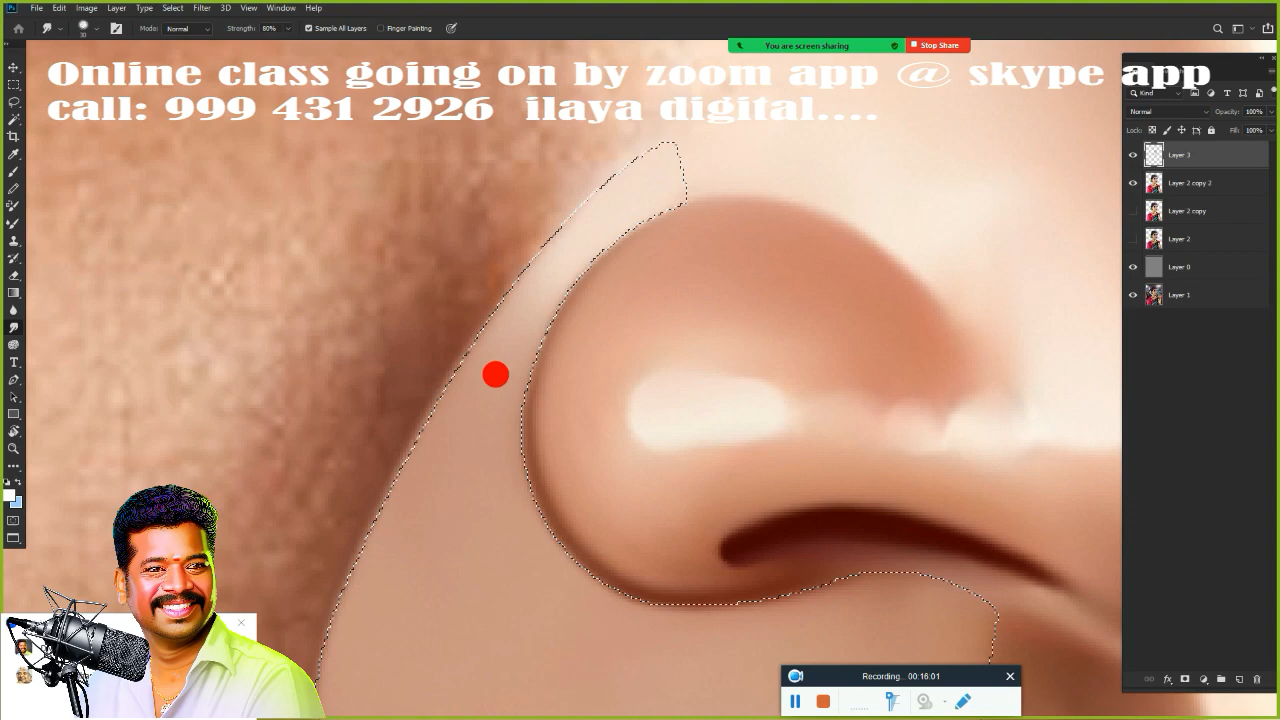 File Edit Image Layer Type Select Filter 3D View Window Help
30 Mode: Normal Strength: 80% Sample All Layers Finger Painting
You are screen sharing Stop Share
Online class going on by zoom app @ skype app
call: 999 431 2926 ilaya digital....
Kind
Normal Opacity: 100%
Lock: Fill: 100%
Layer 3
Layer 2 copy 2
Layer 2 copy
Layer 2
Layer 0
Layer 1
Recording... 00:16:01